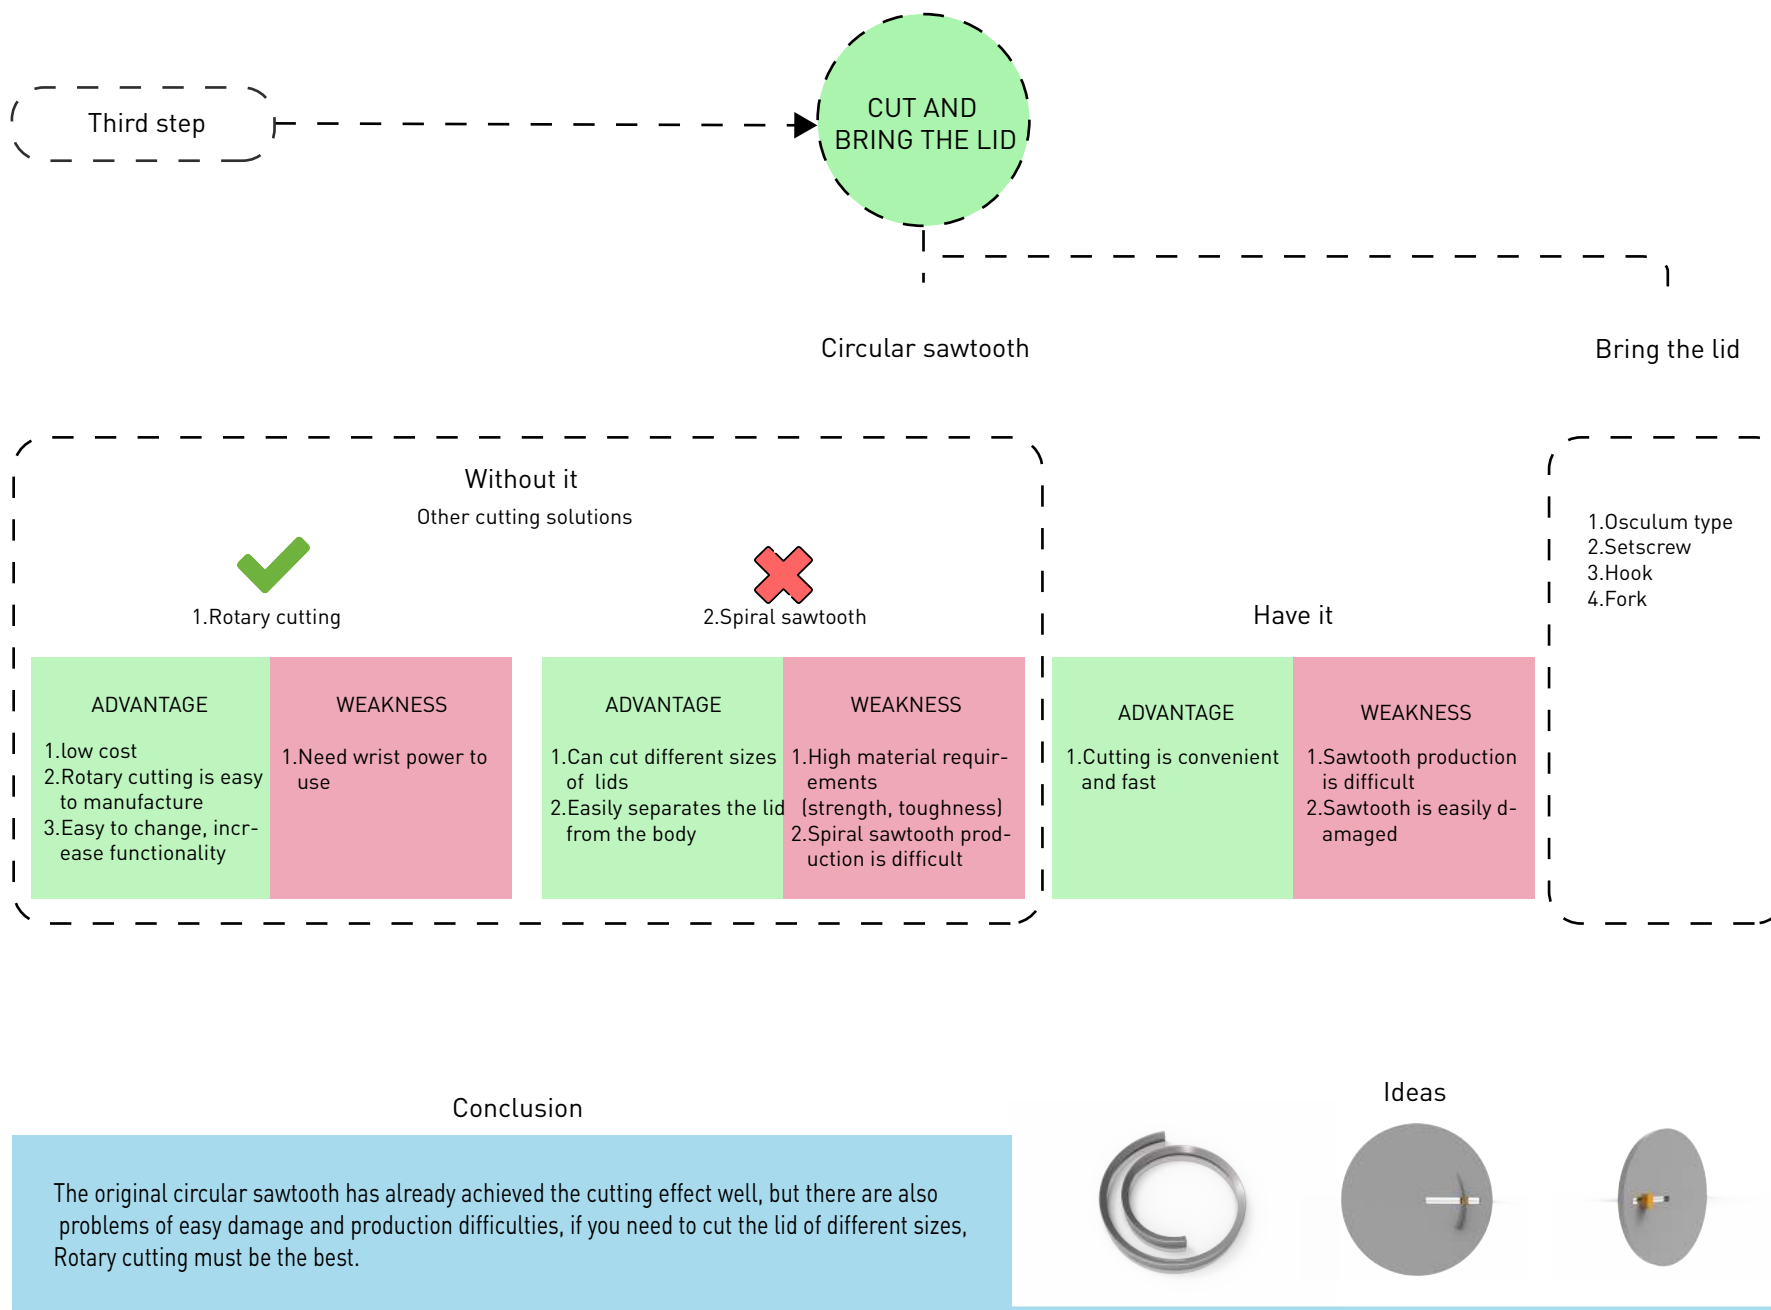 Third step
CUT AND
BRING THE LID
Circular sawtooth
Bring the lid
Without it
Other cutting solutions
1.Rotary cutting
2.Spiral sawtooth
Have it
ADVANTAGE
1.low cost
2.Rotary cutting is easy
to manufacture
3.Easy to change, incr-
ease functionality
WEAKNESS
1.Need wrist power to
use
ADVANTAGE
1.Can cut different sizes
of lids
2.Easily separates the lid
from the body
WEAKNESS
1.High material requir-
ements
(strength, toughness)
2.Spiral sawtooth prod-
uction is difficult
ADVANTAGE
1.Cutting is convenient
and fast
WEAKNESS
1.Sawtooth production
is difficult
2.Sawtooth is easily d-
amaged
1.Osculum type
2.Setscrew
3.Hook
4.Fork
Conclusion
The original circular sawtooth has already achieved the cutting effect well, but there are also
problems of easy damage and production difficulties, if you need to cut the lid of different sizes,
Rotary cutting must be the best.
Ideas